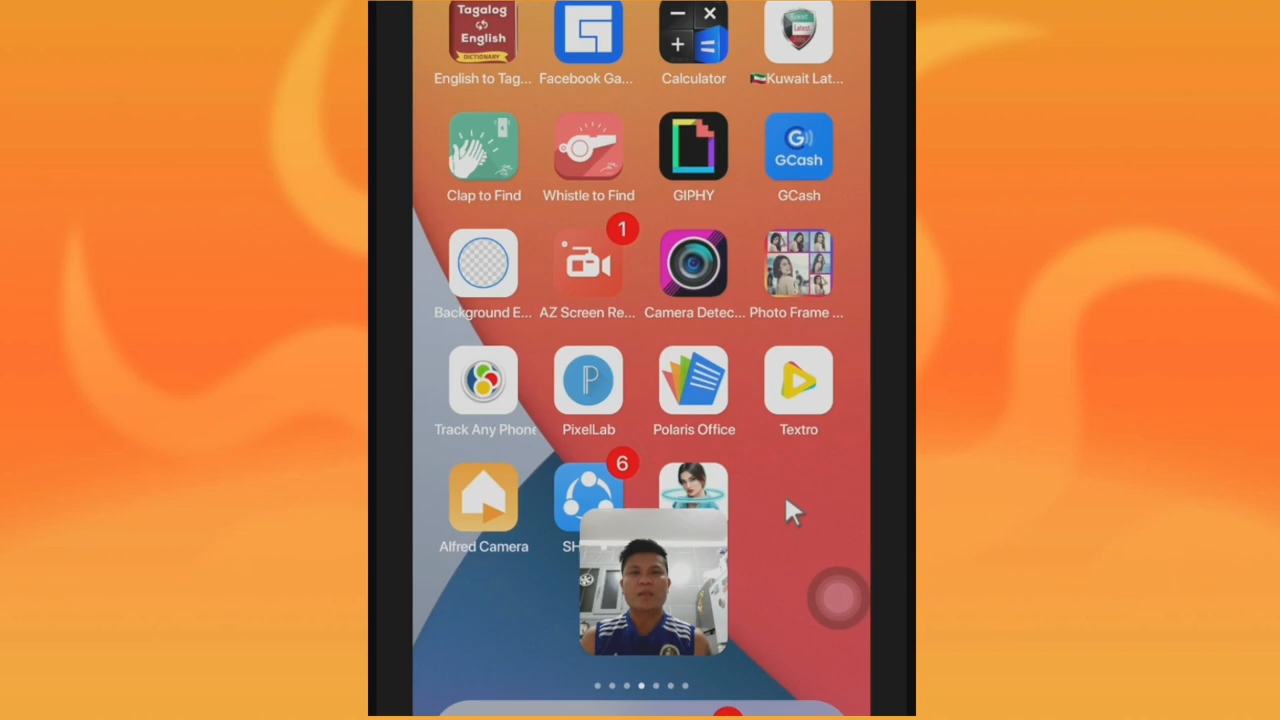 Tagalog
English
DICTIONARY
English to Tag...
Facebook Ga...
Calculator
Latest
🇰🇼Kuwait Lat...
Clap to Find
Whistle to Find
GIPHY
G
GCash
GCash
1
Background E...
AZ Screen Re...
Camera Detec...
Photo Frame ...
P
Track Any Phone
PixelLab
Polaris Office
Textro
6
Alfred Camera
SH